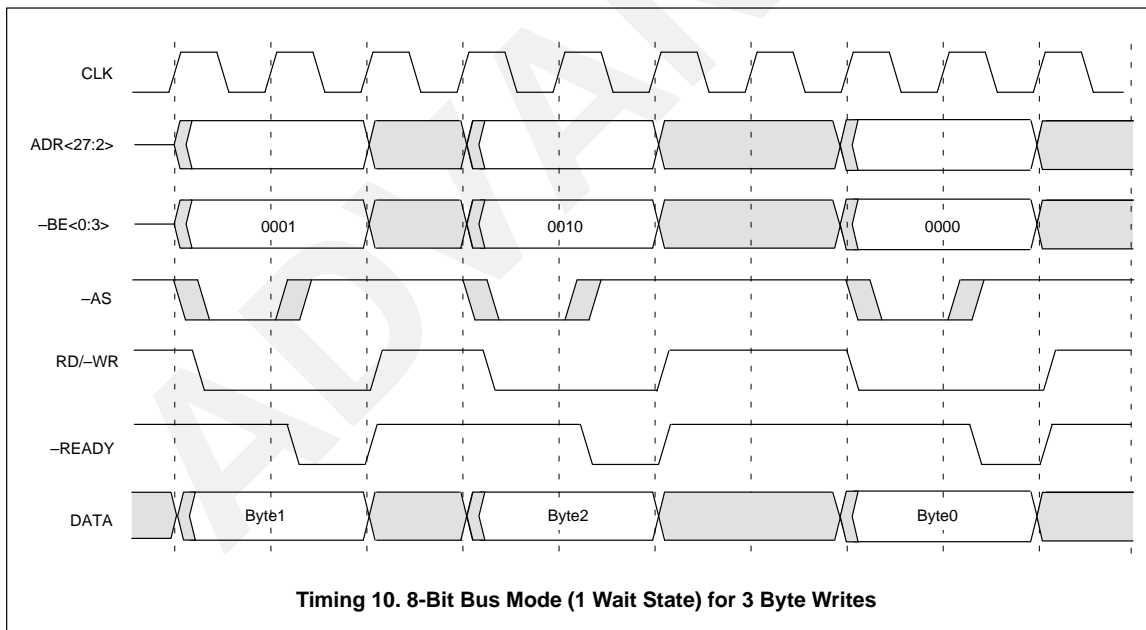 CLK
ADR<27:2>
–BE<0:3>
0001
0010
0000
–AS
RD/–WR
–READY
DATA
Byte1
Byte2
Byte0
Timing 10. 8-Bit Bus Mode (1 Wait State) for 3 Byte Writes
ADVAN